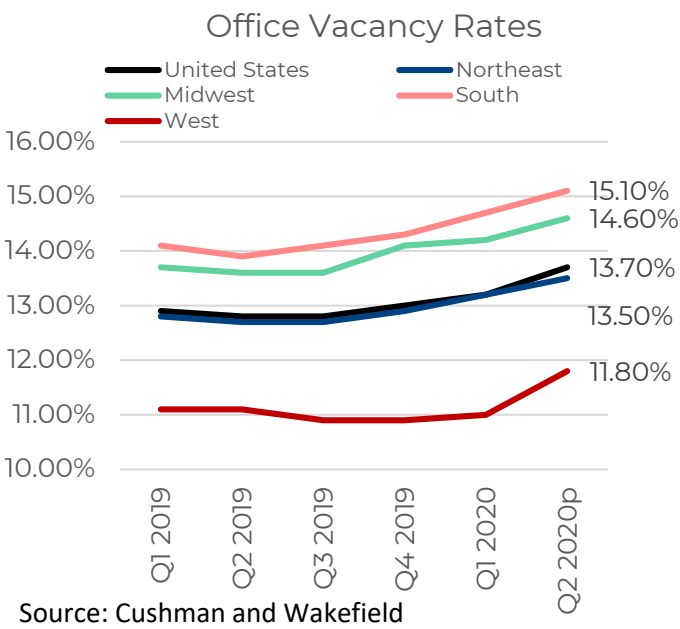 Office Vacancy Rates
United States Northeast
Midwest South
West
16.00%
15.00%
14.00%
13.00%
12.00%
11.00%
10.00%
15.10%
14.60%
13.70%
13.50%
11.80%
Q1 2019
Q2 2019
Q3 2019
Q4 2019
Q1 2020
Q2 2020p
Source: Cushman and Wakefield